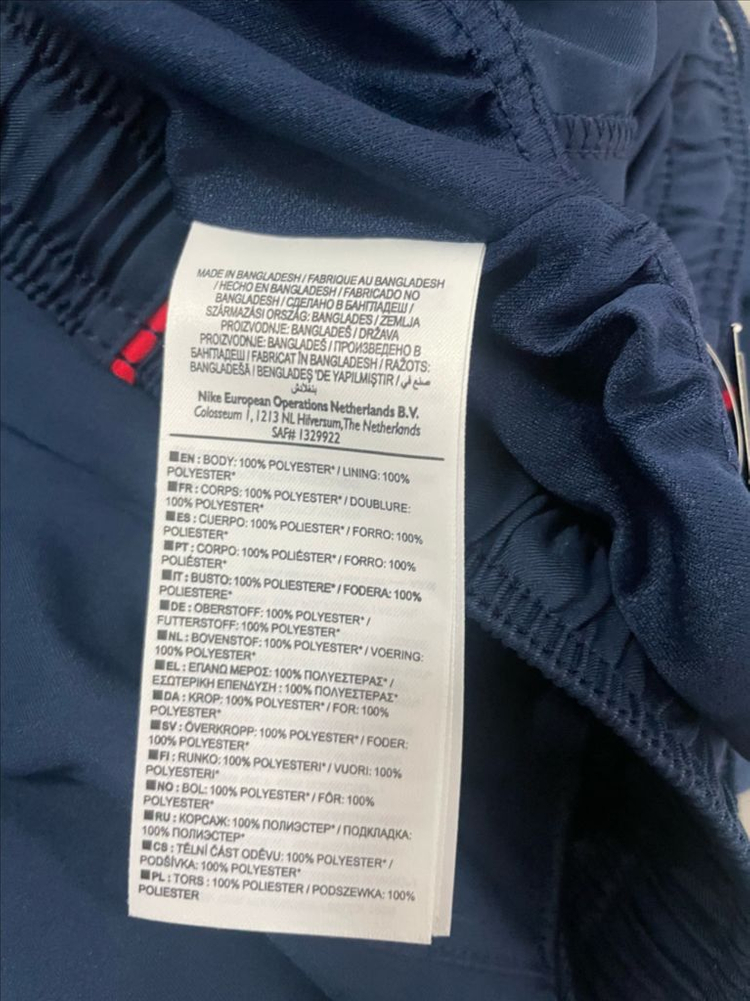 MADE IN BANGLADESH / FABRIQUE AU BANGLADESH
/ HECHO EN BANGLADESH / FABRICADO NO
BANGLADESH / СДЕЛАНО В БАНГЛАДЕШ /
SZÁRMAZÁSI ORSZÁG: BANGLADES / ZEMLJA
PROIZVODNJE: BANGLADEŠ / DRŽAVA
PROIZVODNJE: BANGLADEŠ / ПРОИЗВЕДЕНО В
БАНГЛАДЕШ / FABRICAT ÎN BANGLADESH / RAŽOTS:
BANGLADEŠĀ / BENGLADEŞ 'DE YAPILMIŞTIR / صنع في
بنغلادش
Nike European Operations Netherlands B.V.
Colosseum 1, 1213 NL Hilversum, The Netherlands
SAF# 1329922
EN : BODY: 100% POLYESTER* / LINING: 100%
POLYESTER*
FR : CORPS: 100% POLYESTER* / DOUBLURE:
100% POLYESTER*
ES : CUERPO: 100% POLIESTER* / FORRO: 100%
POLIESTER*
PT : CORPO: 100% POLIÉSTER* / FORRO: 100%
POLIÉSTER*
IT : BUSTO: 100% POLIESTERE* / FODERA: 100%
POLIESTERE*
DE : OBERSTOFF: 100% POLYESTER* /
FUTTERSTOFF: 100% POLYESTER*
NL : BOVENSTOF: 100% POLYESTER* / VOERING:
100% POLYESTER*
EL : ΕΠΑΝΩ ΜΕΡΟΣ: 100% ΠΟΛΥΕΣΤΕΡΑΣ* /
ΕΣΩΤΕΡΙΚΗ ΕΠΕΝΔΥΣΗ : 100% ΠΟΛΥΕΣΤΕΡΑΣ*
DA : KROP: 100% POLYESTER* / FOR: 100%
POLYESTER*
SV : ÖVERKROPP: 100% POLYESTER* / FODER:
100% POLYESTER*
FI : RUNKO: 100% POLYESTERI* / VUORI: 100%
POLYESTERI*
NO : BOL: 100% POLYESTER* / FÔR: 100%
POLYESTER*
RU : КОРСАЖ: 100% ПОЛИЭСТЕР* / ПОДКЛАДКА:
100% ПОЛИЭСТЕР*
CS : TĚLNÍ ČÁST ODĚVU: 100% POLYESTER* /
PODŠÍVKA: 100% POLYESTER*
PL : TORS : 100% POLIESTER / PODSZEWKA: 100%
POLIESTER